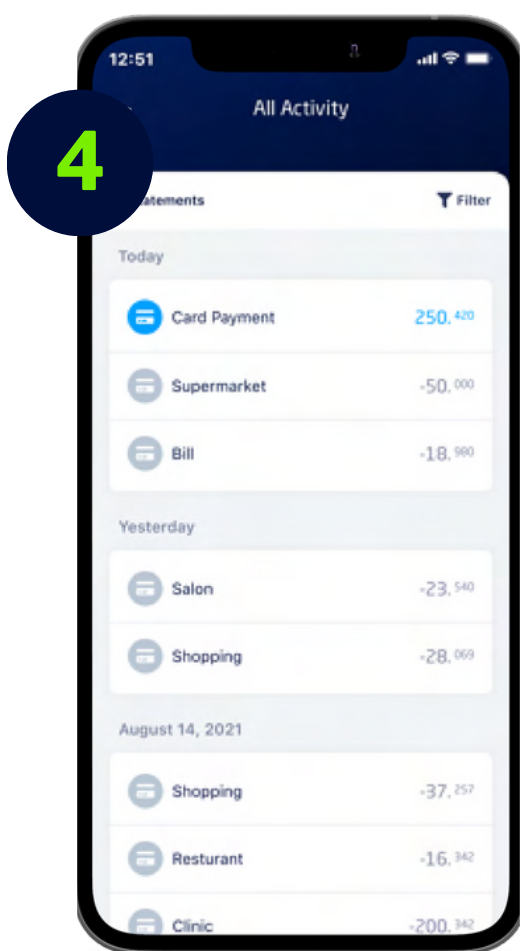 12:51
All Activity
4
atements
Filter
Today
Card Payment 250.420
Supermarket -50.000
Bill -18.980
Yesterday
Salon -23.540
Shopping -28.069
August 14, 2021
Shopping -37.257
Resturant -16.342
Clinic -200.342